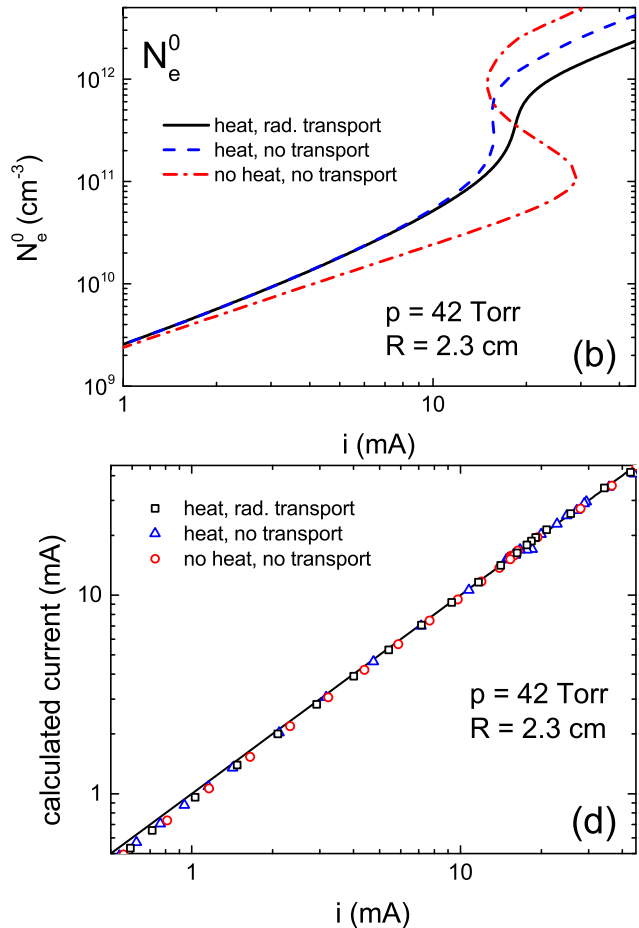 N_e^0
10^12
10^11
10^10
10^9
N_e^0 (cm^-3)
heat, rad. transport
heat, no transport
no heat, no transport
p = 42 Torr
R = 2.3 cm
(b)
1
10
i (mA)
heat, rad. transport
heat, no transport
no heat, no transport
10
1
calculated current (mA)
p = 42 Torr
R = 2.3 cm
(d)
1
10
i (mA)